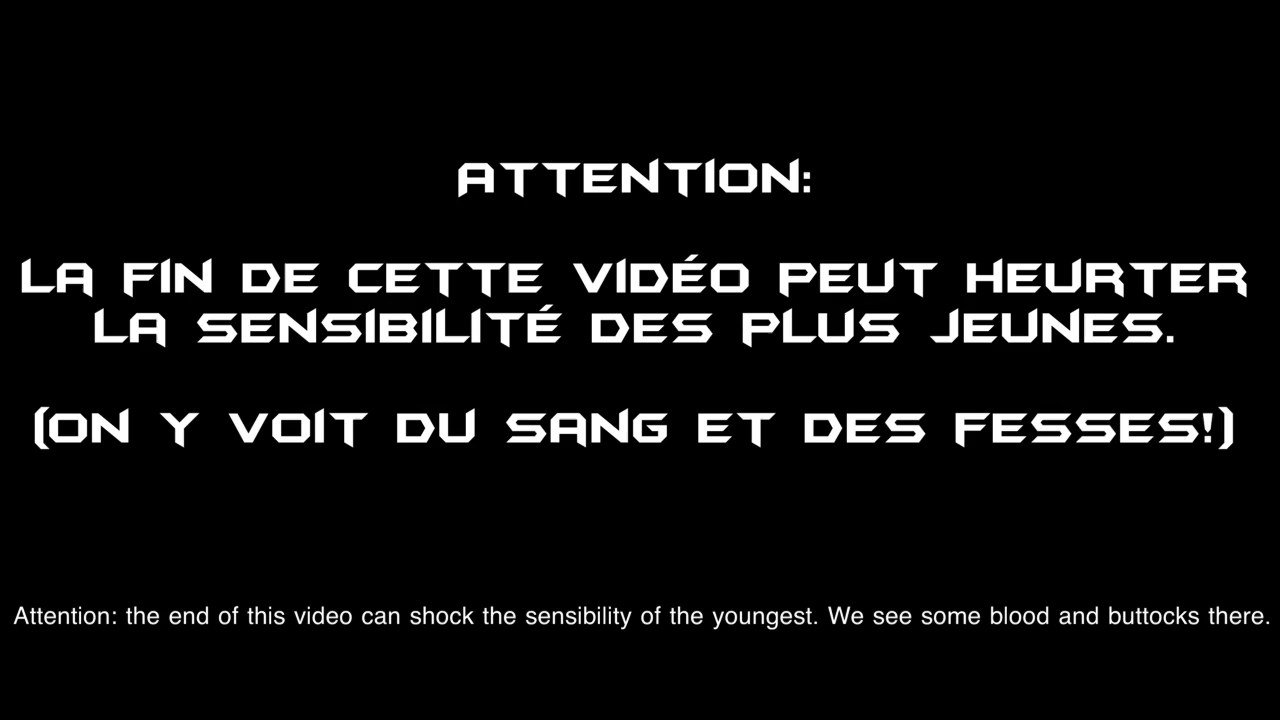 ATTENTION:
LA FIN DE CETTE VIDÉO PEUT HEURTER
LA SENSIBILITÉ DES PLUS JEUNES.
(ON Y VOIT DU SANG ET DES FESSES!)
Attention: the end of this video can shock the sensibility of the youngest. We see some blood and buttocks there.